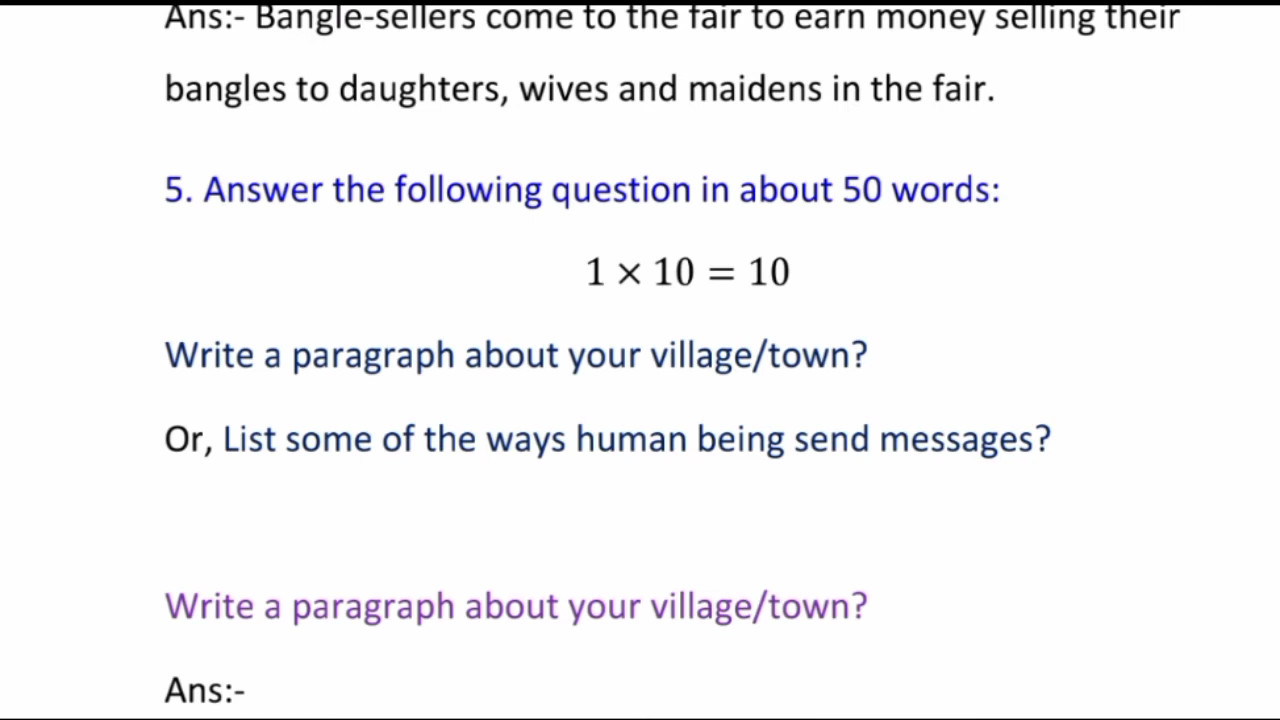 Ans:- Bangle-sellers come to the fair to earn money selling their
bangles to daughters, wives and maidens in the fair.
5. Answer the following question in about 50 words:
1 × 10 = 10
Write a paragraph about your village/town?
Or, List some of the ways human being send messages?
Write a paragraph about your village/town?
Ans:-